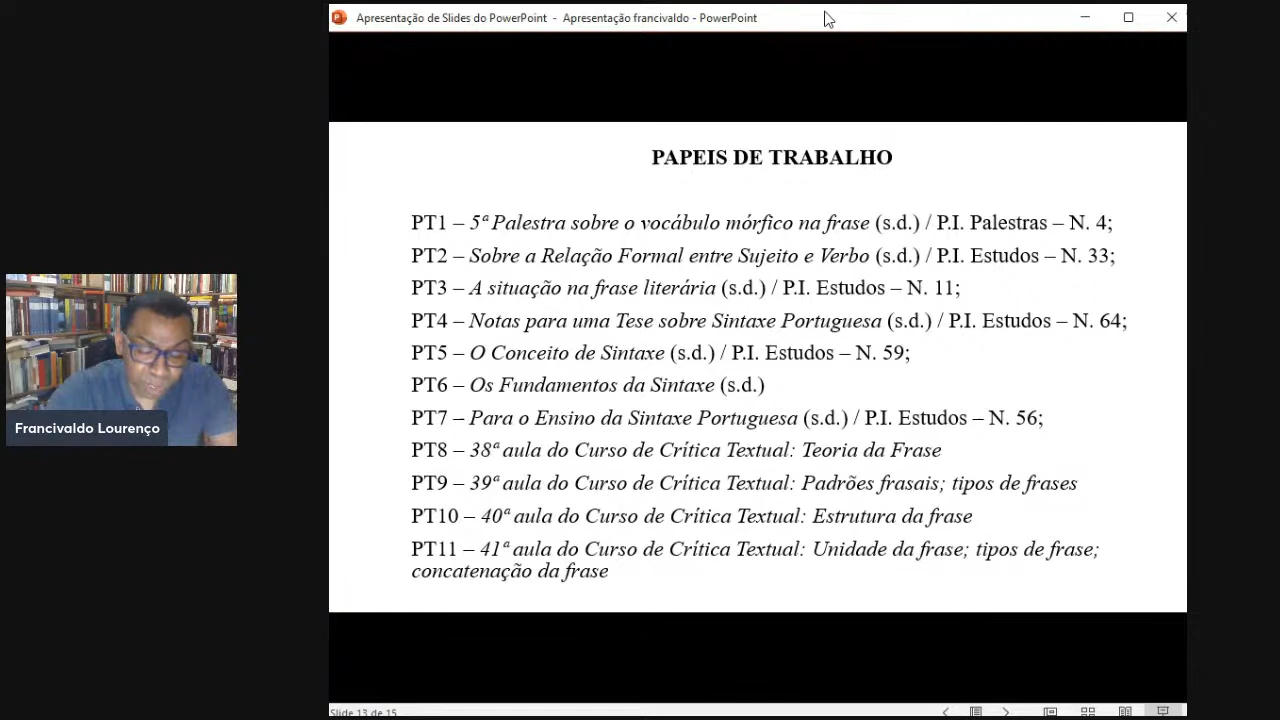 Apresentação de Slides do PowerPoint - Apresentação francivaldo - PowerPoint
PAPEIS DE TRABALHO
PT1 – 5ª Palestra sobre o vocábulo mórfico na frase (s.d.) / P.I. Palestras – N. 4;
PT2 – Sobre a Relação Formal entre Sujeito e Verbo (s.d.) / P.I. Estudos – N. 33;
PT3 – A situação na frase literária (s.d.) / P.I. Estudos – N. 11;
PT4 – Notas para uma Tese sobre Sintaxe Portuguesa (s.d.) / P.I. Estudos – N. 64;
PT5 – O Conceito de Sintaxe (s.d.) / P.I. Estudos – N. 59;
PT6 – Os Fundamentos da Sintaxe (s.d.)
PT7 – Para o Ensino da Sintaxe Portuguesa (s.d.) / P.I. Estudos – N. 56;
PT8 – 38ª aula do Curso de Crítica Textual: Teoria da Frase
PT9 – 39ª aula do Curso de Crítica Textual: Padrões frasais; tipos de frases
PT10 – 40ª aula do Curso de Crítica Textual: Estrutura da frase
PT11 – 41ª aula do Curso de Crítica Textual: Unidade da frase; tipos de frase;
concatenação da frase
Francivaldo Lourenço
Slide 13 de 15